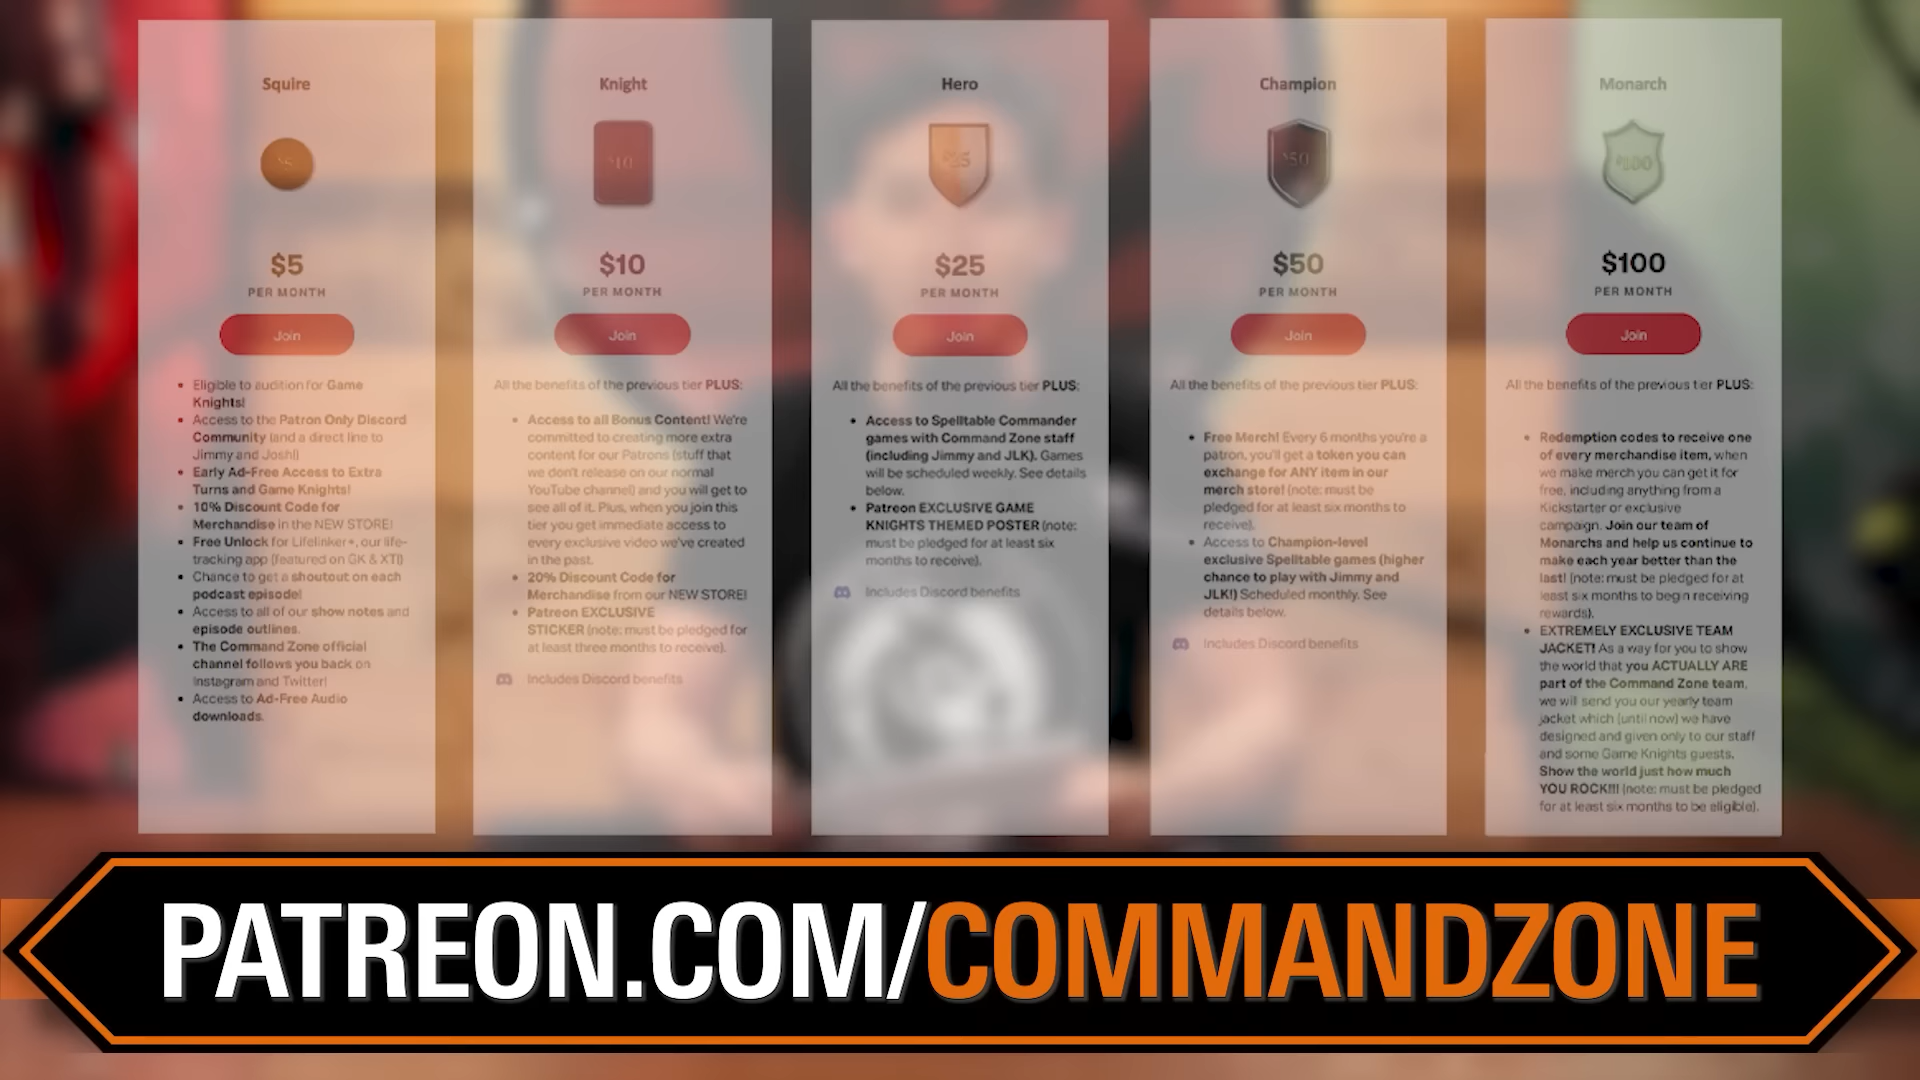 Squire
$5
$5
PER MONTH
Join
• Eligible to audition for Game
Knights!
• Access to the Patron Only Discord
Community (and a direct line to
Jimmy and Josh!)
• Early Ad-Free Access to Extra
Turns and Game Knights!
• 10% Discount Code for
Merchandise in the NEW STORE!
• Free Unlock for Lifelinker+, our life-
tracking app (featured on GK & XT!)
• Chance to get a shoutout on each
podcast episode!
• Access to all of our show notes and
episode outlines.
• The Command Zone official
channel follows you back on
Instagram and Twitter!
• Access to Ad-Free Audio
downloads.
Knight
$10
$10
PER MONTH
Join
All the benefits of the previous tier PLUS:
• Access to all Bonus Content! We're
committed to creating more extra
content for our Patrons (stuff that
we don't release on our normal
YouTube channel) and you will get to
see all of it. Plus, when you join this
tier you get immediate access to
every exclusive video we've created
in the past.
• 20% Discount Code for
Merchandise from our NEW STORE!
• Patreon EXCLUSIVE
STICKER (note: must be pledged for
at least three months to receive).
Includes Discord benefits
Hero
$25
$25
PER MONTH
Join
All the benefits of the previous tier PLUS:
• Access to Spelltable Commander
games with Command Zone staff
(including Jimmy and JLK). Games
will be scheduled weekly. See details
below.
• Patreon EXCLUSIVE GAME
KNIGHTS THEMED POSTER (note:
must be pledged for at least six
months to receive).
Includes Discord benefits
Champion
$50
$50
PER MONTH
Join
All the benefits of the previous tier PLUS:
• Free Merch! Every 6 months you're a
patron, you'll get a token you can
exchange for ANY item in our
merch store! (note: must be
pledged for at least six months to
receive).
• Access to Champion-level
exclusive Spelltable games (higher
chance to play with Jimmy and
JLK!) Scheduled monthly. See
details below.
Includes Discord benefits
Monarch
$100
$100
PER MONTH
Join
All the benefits of the previous tier PLUS:
• Redemption codes to receive one
of every merchandise item, when
we make merch you can get it for
free, including anything from a
Kickstarter or exclusive
campaign. Join our team of
Monarchs and help us continue to
make each year better than the
last! (note: must be pledged for at
least six months to begin receiving
rewards).
• EXTREMELY EXCLUSIVE TEAM
JACKET! As a way for you to show
the world that you ACTUALLY ARE
part of the Command Zone team,
we will send you our yearly team
jacket which (until now) we have
designed and given only to our staff
and some Game Knights guests.
Show the world just how much
YOU ROCK!!! (note: must be pledged
for at least six months to be eligible).
PATREON.COM/COMMANDZONE